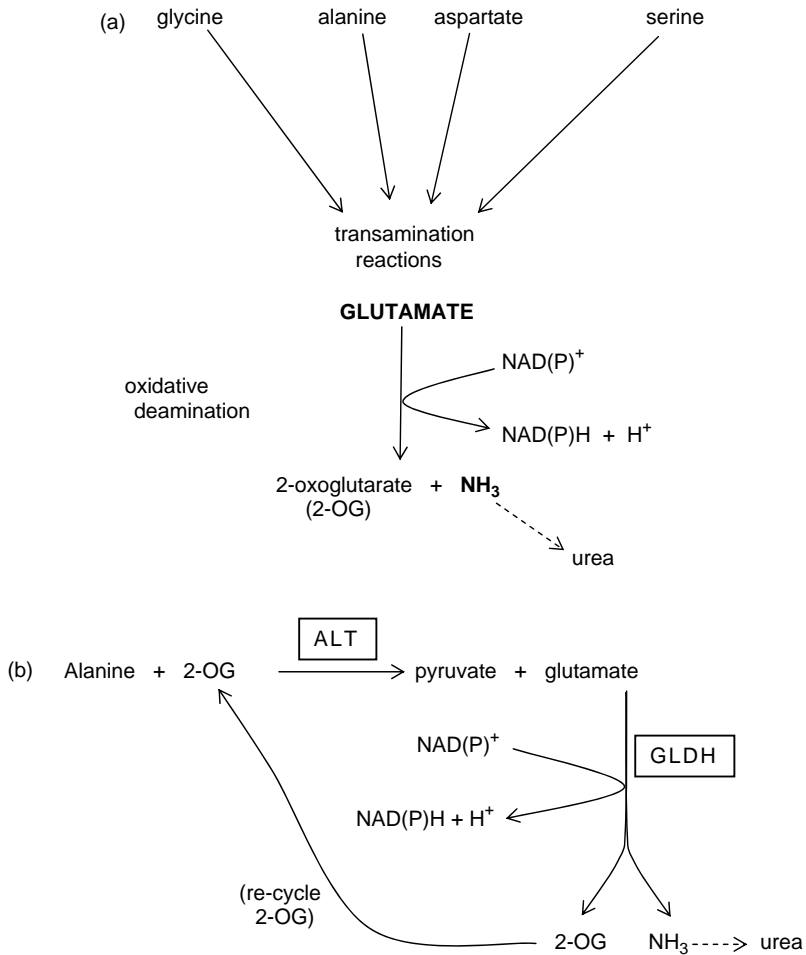 (a) glycine alanine aspartate serine
transamination
reactions
GLUTAMATE
NAD(P)⁺
oxidative
deamination
NAD(P)H + H⁺
2-oxoglutarate + NH₃
(2-OG)
urea
ALT
(b) Alanine + 2-OG pyruvate + glutamate
NAD(P)⁺
GLDH
NAD(P)H + H⁺
(re-cycle
2-OG)
2-OG NH₃ urea